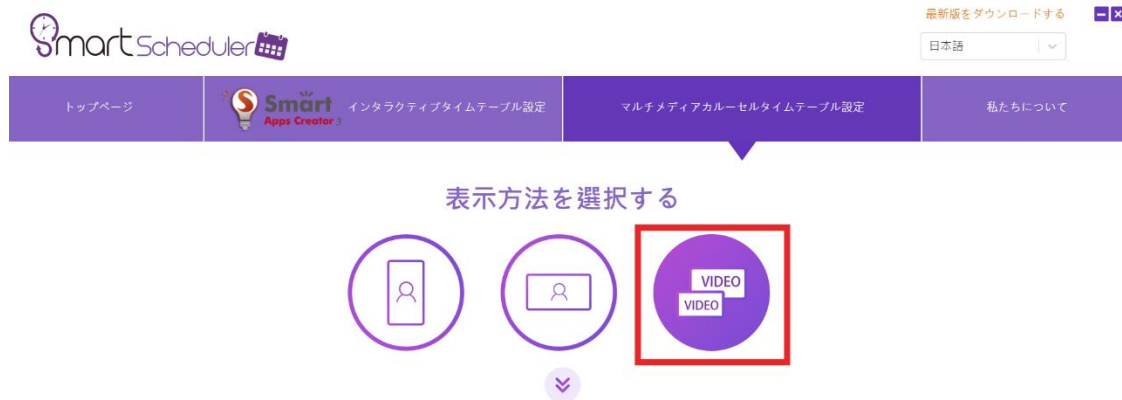 最新版をダウンロードする
Smart Scheduler
日本語
トップページ
Smart Apps Creator 3
インタラクティブタイムテーブル設定
マルチメディアカルーセルタイムテーブル設定
私たちについて
表示方法を選択する
VIDEO
VIDEO